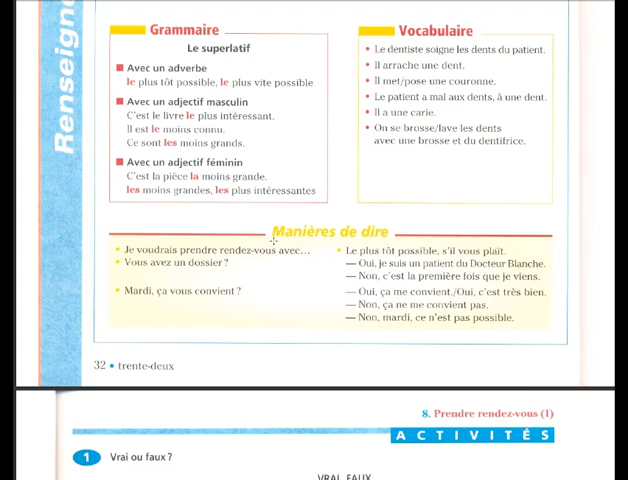 Renseign
Grammaire
Le superlatif
Avec un adverbe
le plus tôt possible, le plus vite possible
Avec un adjectif masculin
C'est le livre le plus intéressant.
Il est le moins connu.
Ce sont les moins grands.
Avec un adjectif féminin
C'est la pièce la moins grande.
les moins grandes, les plus intéressantes
Vocabulaire
• Le dentiste soigne les dents du patient.
• Il arrache une dent.
• Il met/pose une couronne.
• Le patient a mal aux dents, à une dent.
• Il a une carie.
• On se brosse/lave les dents
avec une brosse et du dentifrice.
Manières de dire
• Je voudrais prendre rendez-vous avec...
• Vous avez un dossier ?
• Mardi, ça vous convient ?
• Le plus tôt possible, s'il vous plaît.
— Oui, je suis un patient du Docteur Blanche.
— Non, c'est la première fois que je viens.
— Oui, ça me convient./Oui, c'est très bien.
— Non, ça ne me convient pas.
— Non, mardi, ce n'est pas possible.
32 • trente-deux
8. Prendre rendez-vous (1)
ACTIVITÉS
1 Vrai ou faux ?
VRAI FAUX